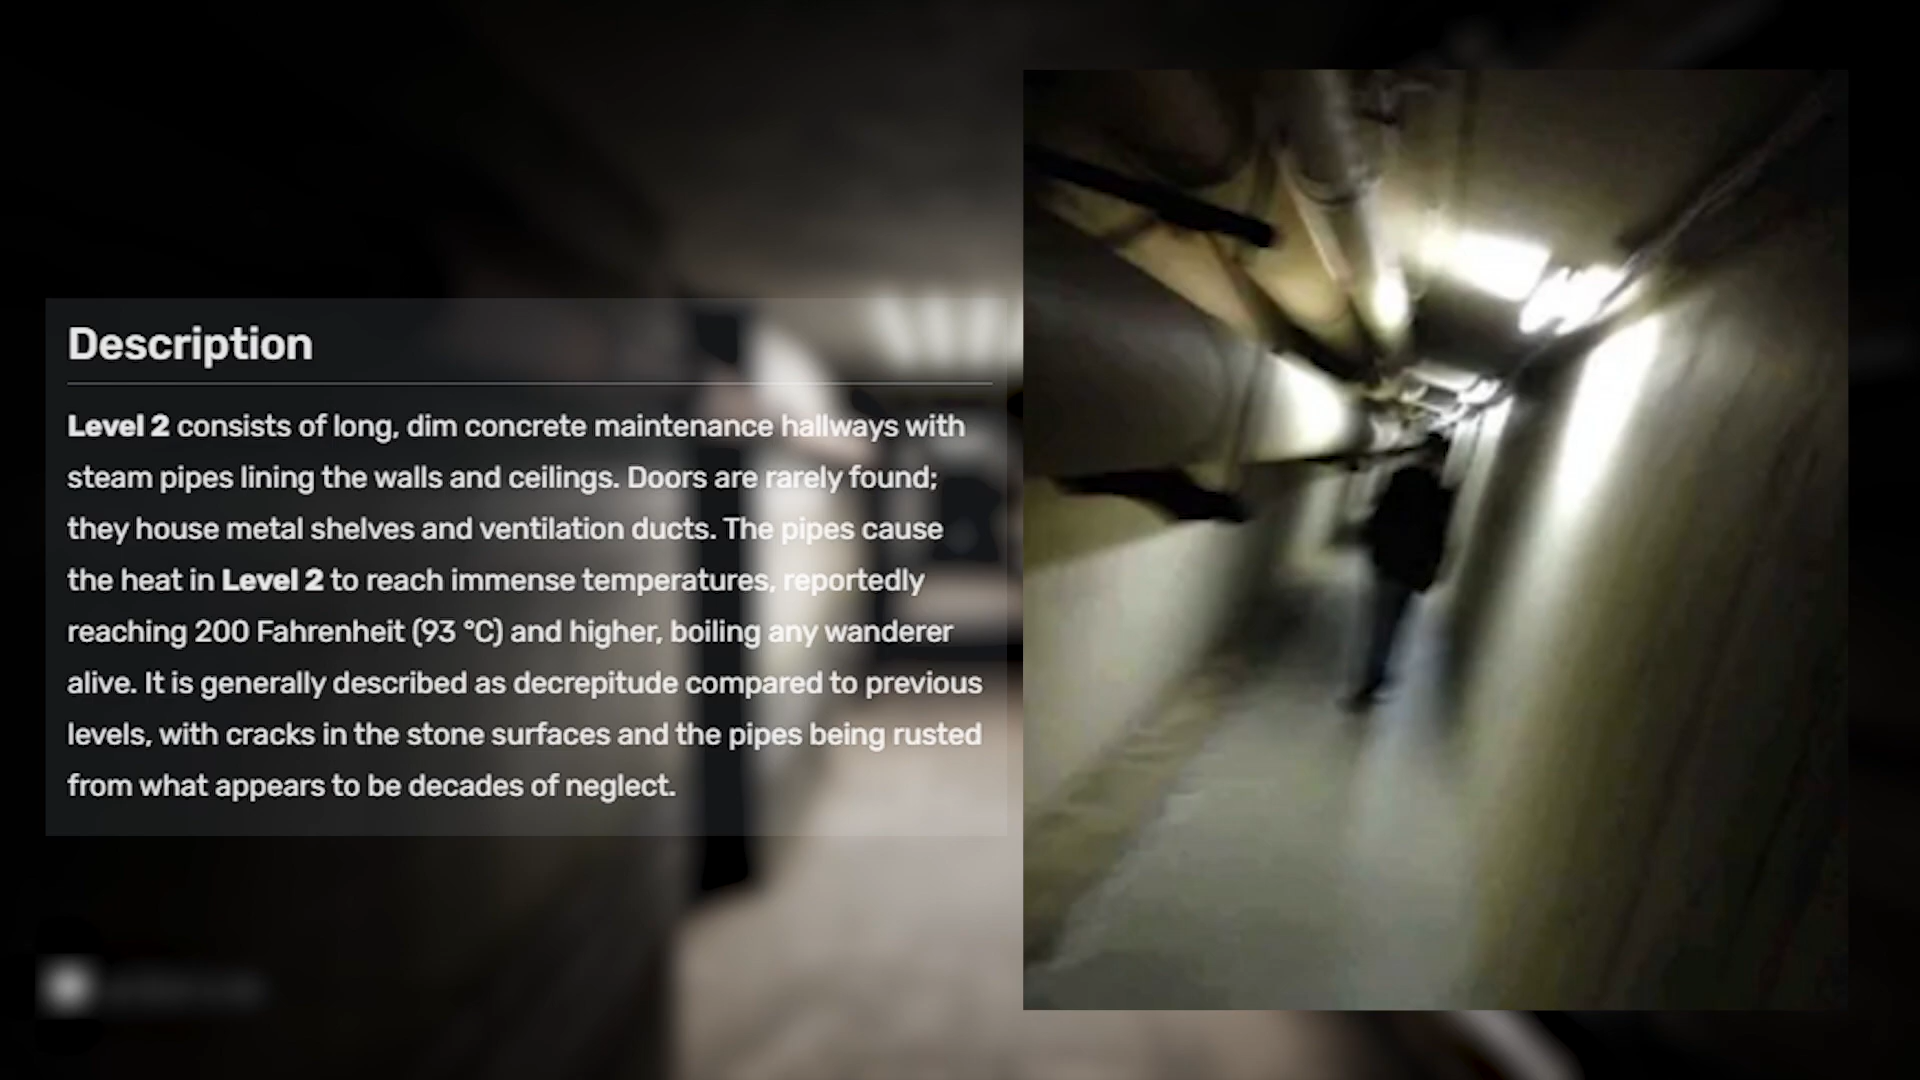 Description
Level 2 consists of long, dim concrete maintenance hallways with
steam pipes lining the walls and ceilings. Doors are rarely found;
they house metal shelves and ventilation ducts. The pipes cause
the heat in Level 2 to reach immense temperatures, reportedly
reaching 200 Fahrenheit (93 °C) and higher, boiling any wanderer
alive. It is generally described as decrepitude compared to previous
levels, with cracks in the stone surfaces and the pipes being rusted
from what appears to be decades of neglect.